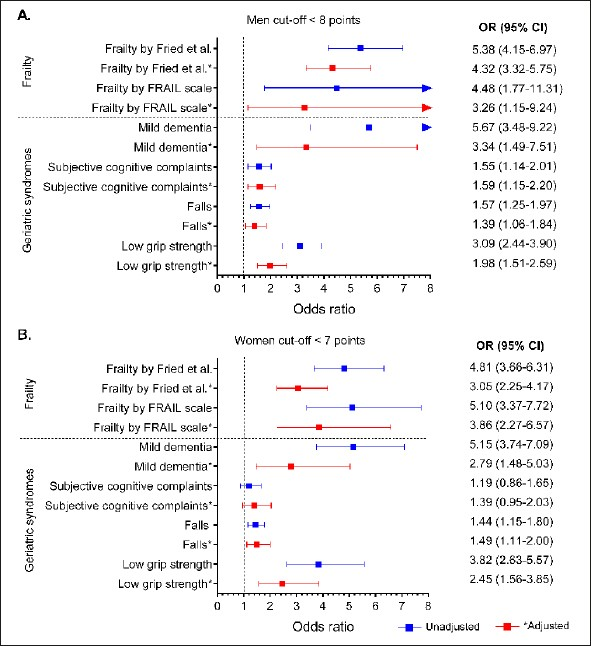 A.
Men cut-off < 8 points
OR (95% CI)
Frailty
Frailty by Fried et al. 5.38 (4.15-6.97)
Frailty by Fried et al.* 4.32 (3.32-5.75)
Frailty by FRAIL scale 4.48 (1.77-11.31)
Frailty by FRAIL scale* 3.26 (1.15-9.24)
Geriatric syndromes
Mild dementia 5.67 (3.48-9.22)
Mild dementia* 3.34 (1.49-7.51)
Subjective cognitive complaints 1.55 (1.14-2.01)
Subjective cognitive complaints* 1.59 (1.15-2.20)
Falls 1.57 (1.25-1.97)
Falls* 1.39 (1.06-1.84)
Low grip strength 3.09 (2.44-3.90)
Low grip strength* 1.98 (1.51-2.59)
0 1 2 3 4 5 6 7 8
Odds ratio
B.
Women cut-off < 7 points
OR (95% CI)
Frailty
Frailty by Fried et al. 4.81 (3.66-6.31)
Frailty by Fried et al.* 3.05 (2.25-4.17)
Frailty by FRAIL scale 5.10 (3.37-7.72)
Frailty by FRAIL scale* 3.86 (2.27-6.57)
Geriatric syndromes
Mild dementia 5.15 (3.74-7.09)
Mild dementia* 2.79 (1.48-5.03)
Subjective cognitive complaints 1.19 (0.86-1.65)
Subjective cognitive complaints* 1.39 (0.95-2.03)
Falls 1.44 (1.15-1.80)
Falls* 1.49 (1.11-2.00)
Low grip strength 3.82 (2.63-5.57)
Low grip strength* 2.45 (1.56-3.85)
0 1 2 3 4 5 6 7 8
Odds ratio
Unadjusted *Adjusted